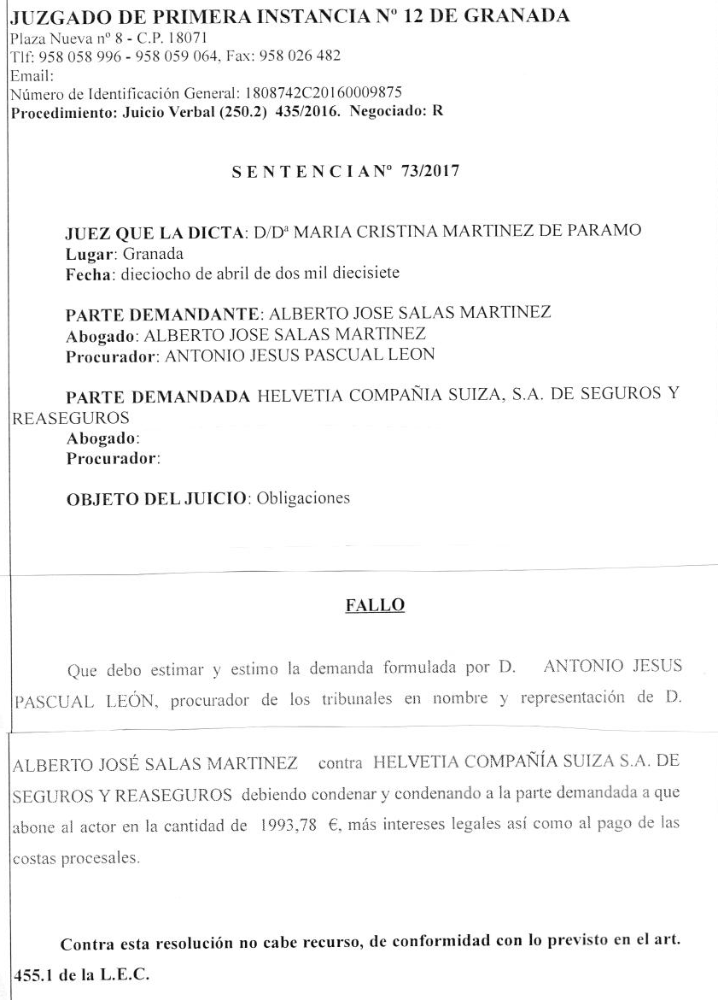 JUZGADO DE PRIMERA INSTANCIA Nº 12 DE GRANADA
Plaza Nueva nº 8 - C.P. 18071
Tlf: 958 058 996 - 958 059 064, Fax: 958 026 482
Email:
Número de Identificación General: 1808742C20160009875
Procedimiento: Juicio Verbal (250.2) 435/2016. Negociado: R
S E N T E N C I A Nº 73/2017
JUEZ QUE LA DICTA: D/Dª MARIA CRISTINA MARTINEZ DE PARAMO
Lugar: Granada
Fecha: dieciocho de abril de dos mil diecisiete
PARTE DEMANDANTE: ALBERTO JOSE SALAS MARTINEZ
Abogado: ALBERTO JOSE SALAS MARTINEZ
Procurador: ANTONIO JESUS PASCUAL LEON
PARTE DEMANDADA HELVETIA COMPAÑIA SUIZA, S.A. DE SEGUROS Y
REASEGUROS
Abogado:
Procurador:
OBJETO DEL JUICIO: Obligaciones
FALLO
Que debo estimar y estimo la demanda formulada por D. ANTONIO JESUS
PASCUAL LEÓN, procurador de los tribunales en nombre y representación de D.
ALBERTO JOSÉ SALAS MARTINEZ contra HELVETIA COMPAÑÍA SUIZA S.A. DE
SEGUROS Y REASEGUROS debiendo condenar y condenando a la parte demandada a que
abone al actor en la cantidad de 1993,78 €, más intereses legales así como al pago de las
costas procesales.
Contra esta resolución no cabe recurso, de conformidad con lo previsto en el art.
455.1 de la L.E.C.